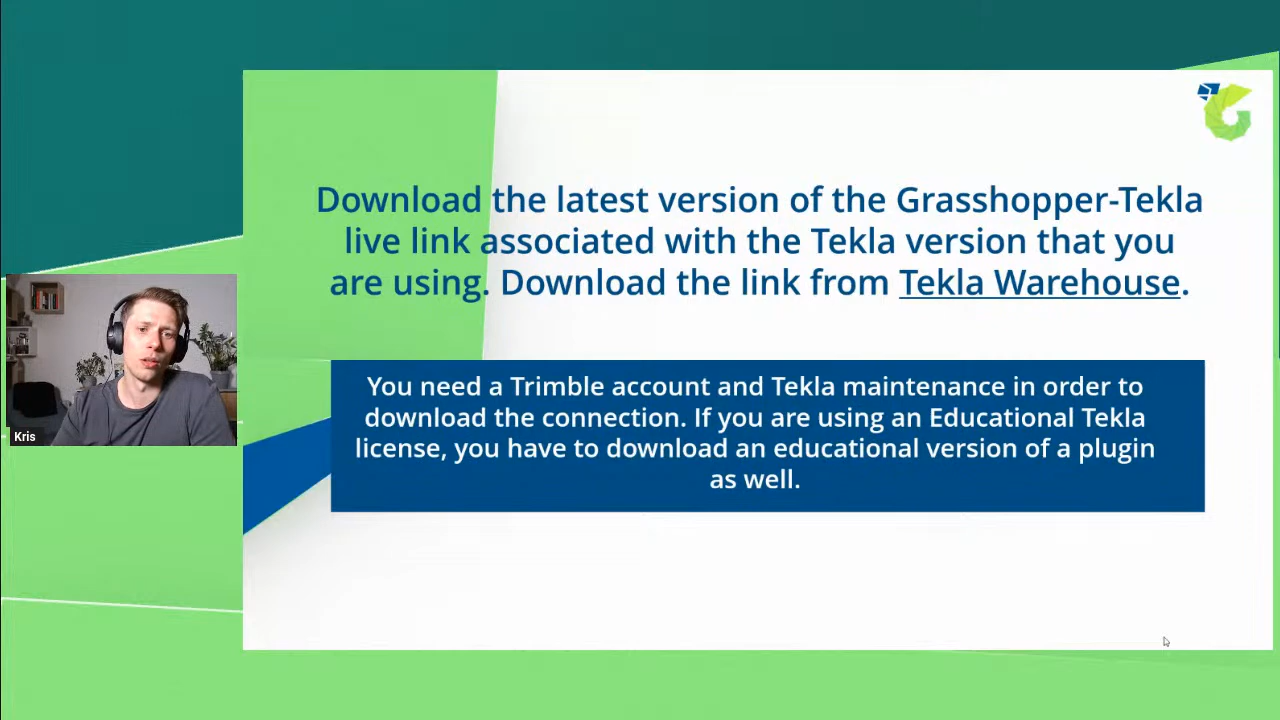 Download the latest version of the Grasshopper-Tekla
live link associated with the Tekla version that you
are using. Download the link from Tekla Warehouse.
You need a Trimble account and Tekla maintenance in order to
download the connection. If you are using an Educational Tekla
license, you have to download an educational version of a plugin
as well.
Kris